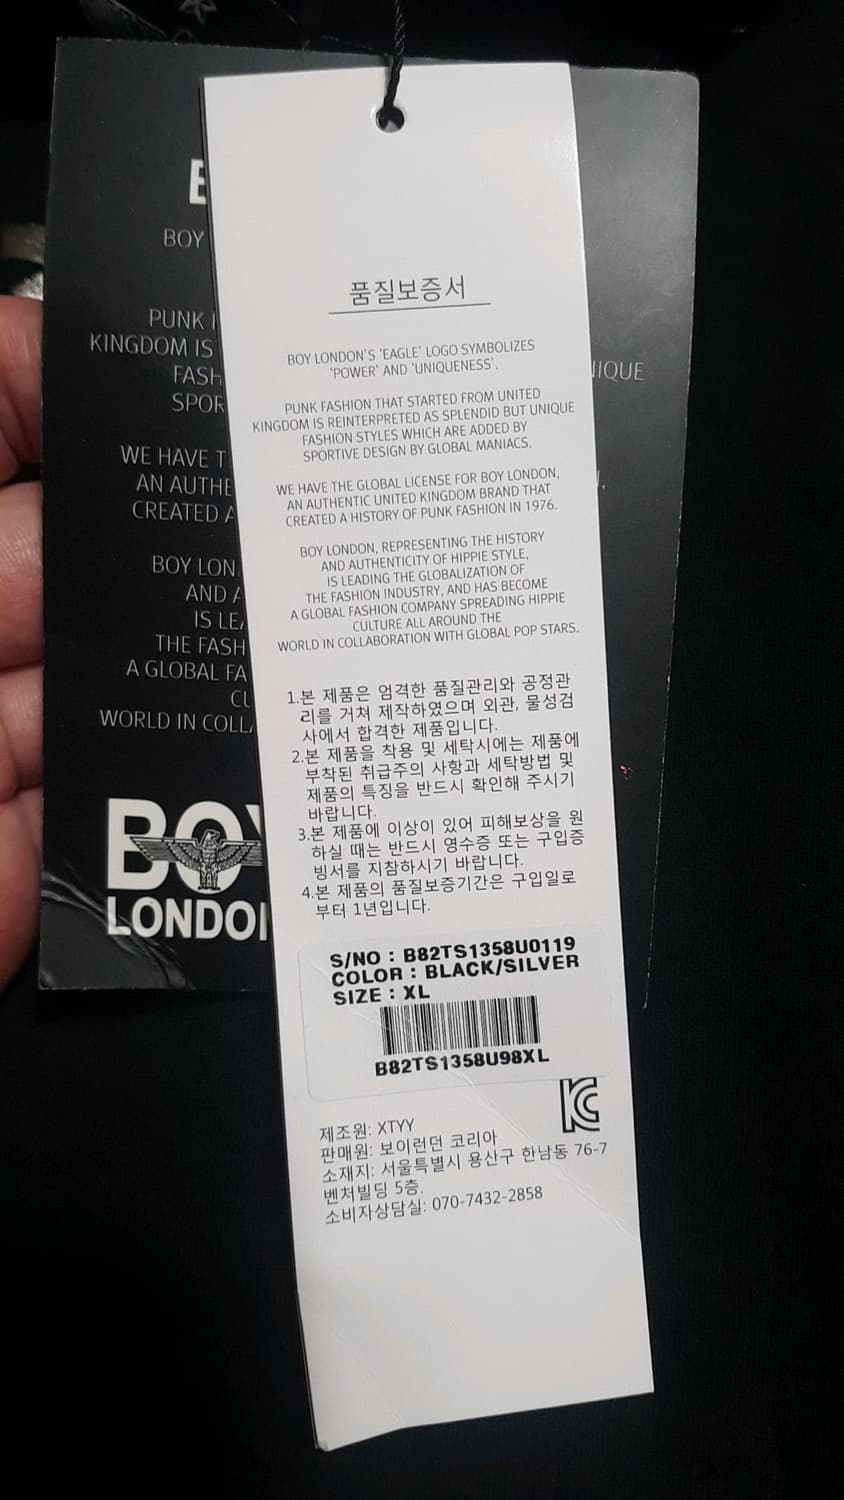 품질보증서
BOY LONDON'S 'EAGLE' LOGO SYMBOLIZES
'POWER' AND 'UNIQUENESS'.
PUNK FASHION THAT STARTED FROM UNITED
KINGDOM IS REINTERPRETED AS SPLENDID BUT UNIQUE
FASHION STYLES WHICH ARE ADDED BY
SPORTIVE DESIGN BY GLOBAL MANIACS.
WE HAVE THE GLOBAL LICENSE FOR BOY LONDON,
AN AUTHENTIC UNITED KINGDOM BRAND THAT
CREATED A HISTORY OF PUNK FASHION IN 1976.
BOY LONDON, REPRESENTING THE HISTORY
AND AUTHENTICITY OF HIPPIE STYLE,
IS LEADING THE GLOBALIZATION OF
THE FASHION INDUSTRY, AND HAS BECOME
A GLOBAL FASHION COMPANY SPREADING HIPPIE
CULTURE ALL AROUND THE
WORLD IN COLLABORATION WITH GLOBAL POP STARS.
1.본 제품은 엄격한 품질관리와 공정관
리를 거쳐 제작하였으며 외관, 물성검
사에서 합격한 제품입니다.
2.본 제품을 착용 및 세탁시에는 제품에
부착된 취급주의 사항과 세탁방법 및
제품의 특징을 반드시 확인해 주시기
바랍니다.
3.본 제품에 이상이 있어 피해보상을 원
하실 때는 반드시 영수증 또는 구입증
빙서를 지참하시기 바랍니다.
4.본 제품의 품질보증기간은 구입일로
부터 1년입니다.
S/NO : B82TS1358U0119
COLOR : BLACK/SILVER
SIZE : XL
B82TS1358U98XL
KC
제조원: XTYY
판매원: 보이런던 코리아
소재지: 서울특별시 용산구 한남동 76-7
벤처빌딩 5층.
소비자상담실: 070-7432-2858
B
BOY
PUNK
KINGDOM IS
FASH
SPOR
NIQUE
WE HAVE T
AN AUTHE
CREATED A
BOY LON
AND A
IS LEA
THE FASH
A GLOBAL FA
CU
WORLD IN COLLA
BOY
LONDON